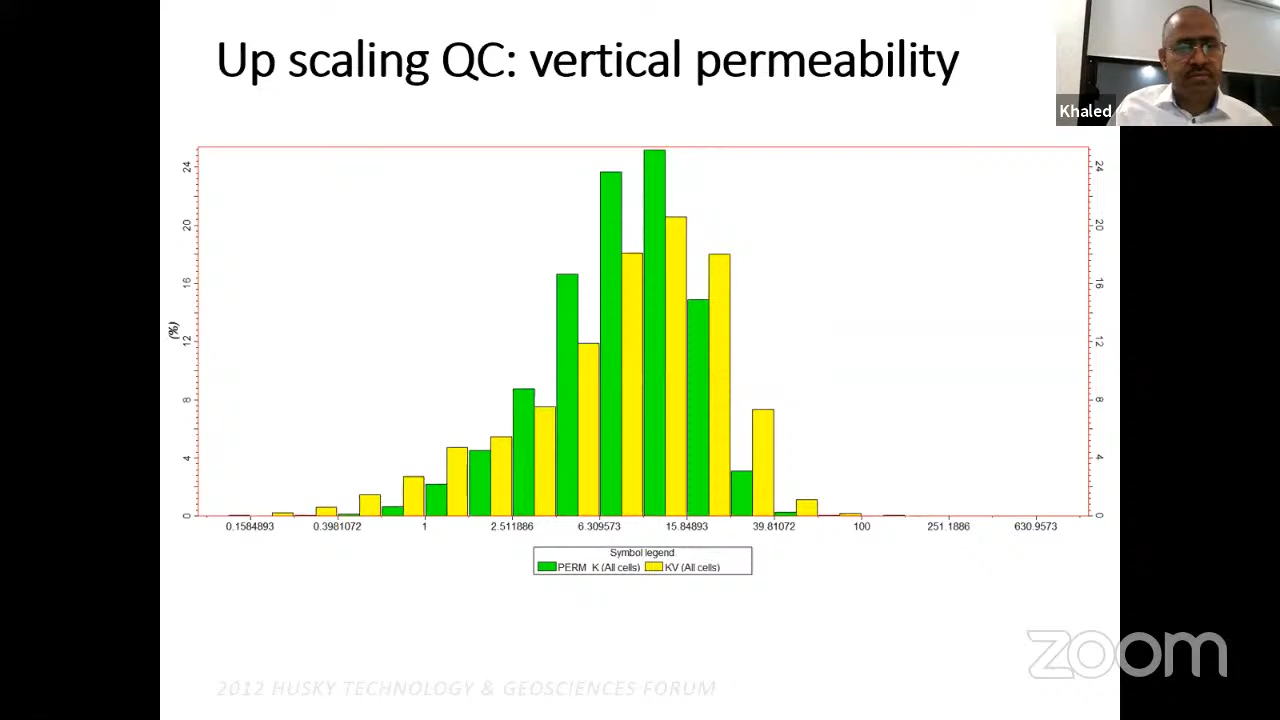 Up scaling QC: vertical permeability
Khaled
24
20
16
12
8
4
0
(%)
24
20
16
12
8
4
0
0.1584893 0.3981072 1 2.511886 6.309573 15.84893 39.81072 100 251.1886 630.9573
Symbol legend
PERM_K (All cells) KV (All cells)
zoom
2012 HUSKY TECHNOLOGY & GEOSCIENCES FORUM